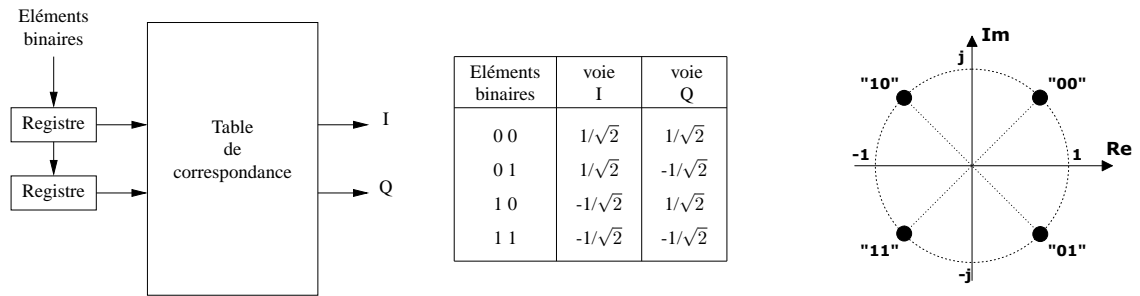 Eléments
binaires
Registre
Registre
Table
de
correspondance
I
Q
Eléments voie voie
binaires I Q
0 0 1/√2 1/√2
0 1 1/√2 -1/√2
1 0 -1/√2 1/√2
1 1 -1/√2 -1/√2
Im
j
"10" "00"
-1 1 Re
"11" "01"
-j